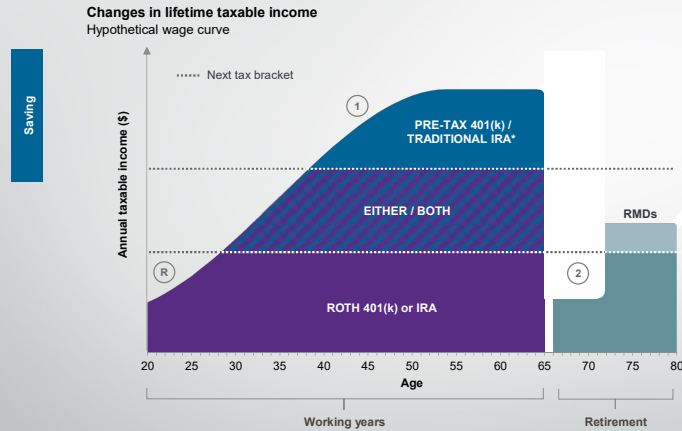 Changes in lifetime taxable income
Hypothetical wage curve
Saving
Annual taxable income ($)
Next tax bracket
1
PRE-TAX 401(k) /
TRADITIONAL IRA*
EITHER / BOTH
RMDs
R
2
ROTH 401(k) or IRA
20 25 30 35 40 45 50 55 60 65 70 75 80
Age
Working years
Retirement